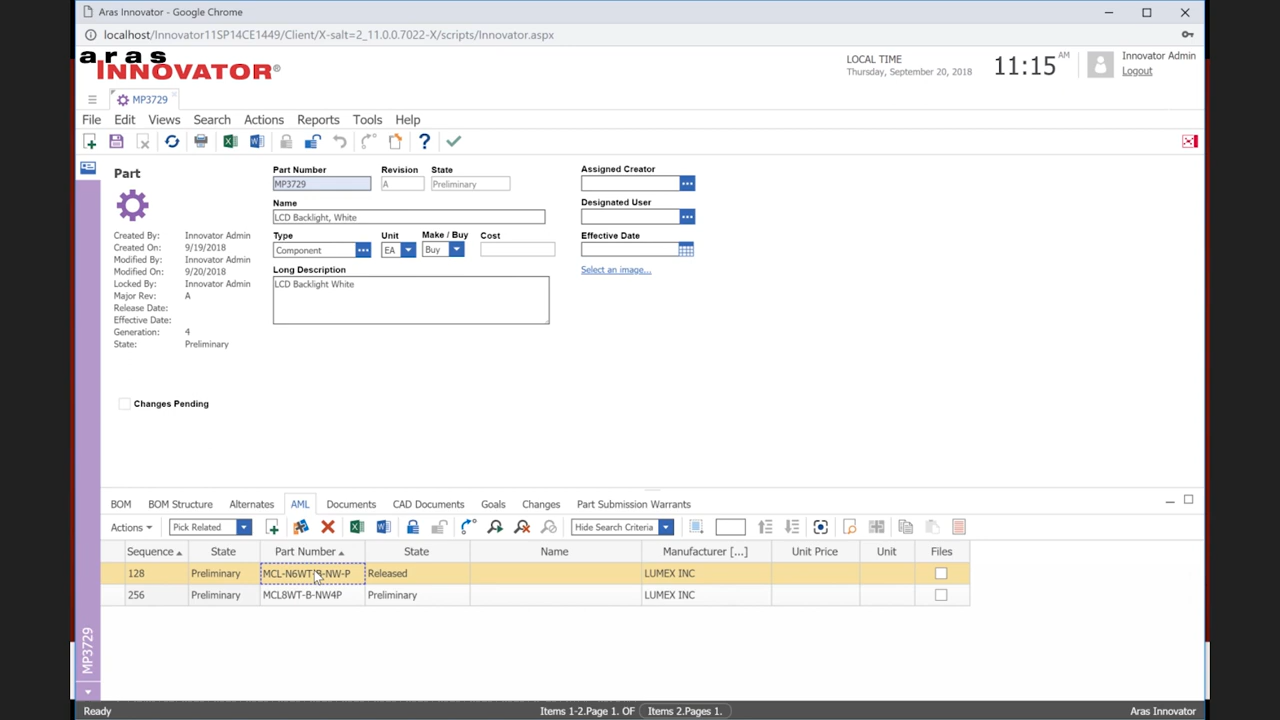 Aras Innovator - Google Chrome
localhost/Innovator11SP14CE1449/Client/X-salt=2_11.0.0.7022-X/scripts/Innovator.aspx
aras
INNOVATOR®
LOCAL TIME
Thursday, September 20, 2018
11:15 AM
Innovator Admin
Logout
MP3729
File Edit Views Search Actions Reports Tools Help
Part
Created By: Innovator Admin
Created On: 9/19/2018
Modified By: Innovator Admin
Modified On: 9/20/2018
Locked By: Innovator Admin
Major Rev: A
Release Date:
Effective Date:
Generation: 4
State: Preliminary
Changes Pending
Part Number Revision State
MP3729 A Preliminary
Name
LCD Backlight, White
Type Unit Make / Buy Cost
Component EA Buy
Long Description
LCD Backlight White
Assigned Creator
Designated User
Effective Date
Select an image...
BOM BOM Structure Alternates AML Documents CAD Documents Goals Changes Part Submission Warrants
Actions Pick Related Hide Search Criteria
Sequence State Part Number State Name Manufacturer [...] Unit Price Unit Files
128 Preliminary MCL-N6WT-B-NW-P Released LUMEX INC
256 Preliminary MCL8WT-B-NW4P Preliminary LUMEX INC
MP3729
Ready Items 1-2.Page 1. OF Items 2.Pages 1. Aras Innovator